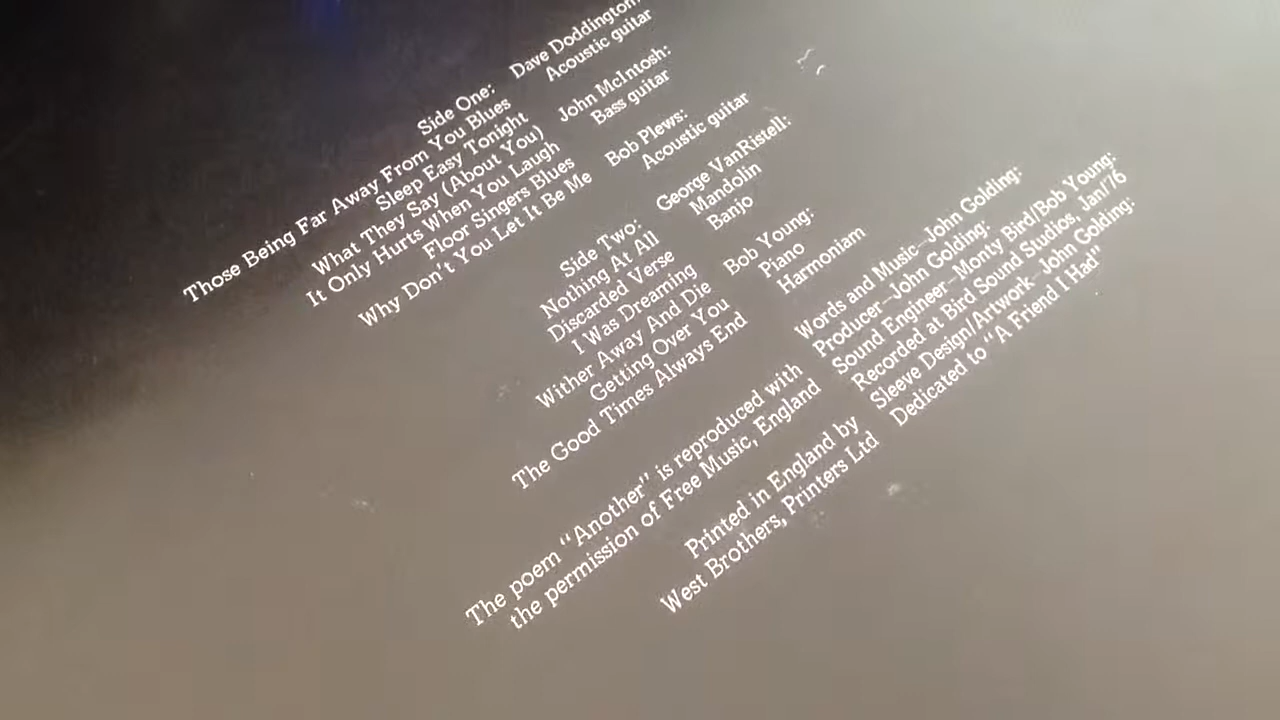 Side One:
Those Being Far Away From You Blues
Sleep Easy Tonight
What They Say (About You)
It Only Hurts When You Laugh
Floor Singers Blues
Why Don't You Let It Be Me
Side Two:
Nothing At All
Discarded Verse
I Was Dreaming
Wither Away And Die
Getting Over You
The Good Times Always End
The poem "Another" is reproduced with
the permission of Free Music, England
Printed in England by
West Brothers, Printers Ltd
Dave Doddington:
Acoustic guitar
John McIntosh:
Bass guitar
Bob Plews:
Acoustic guitar
George VanRistell:
Mandolin
Banjo
Bob Young:
Piano
Harmoniam
Words and Music—John Golding:
Producer—John Golding:
Sound Engineer—Monty Bird/Bob Young:
Recorded at Bird Sound Studios, Jan'76
Sleeve Design/Artwork—John Golding:
Dedicated to "A Friend I Had"